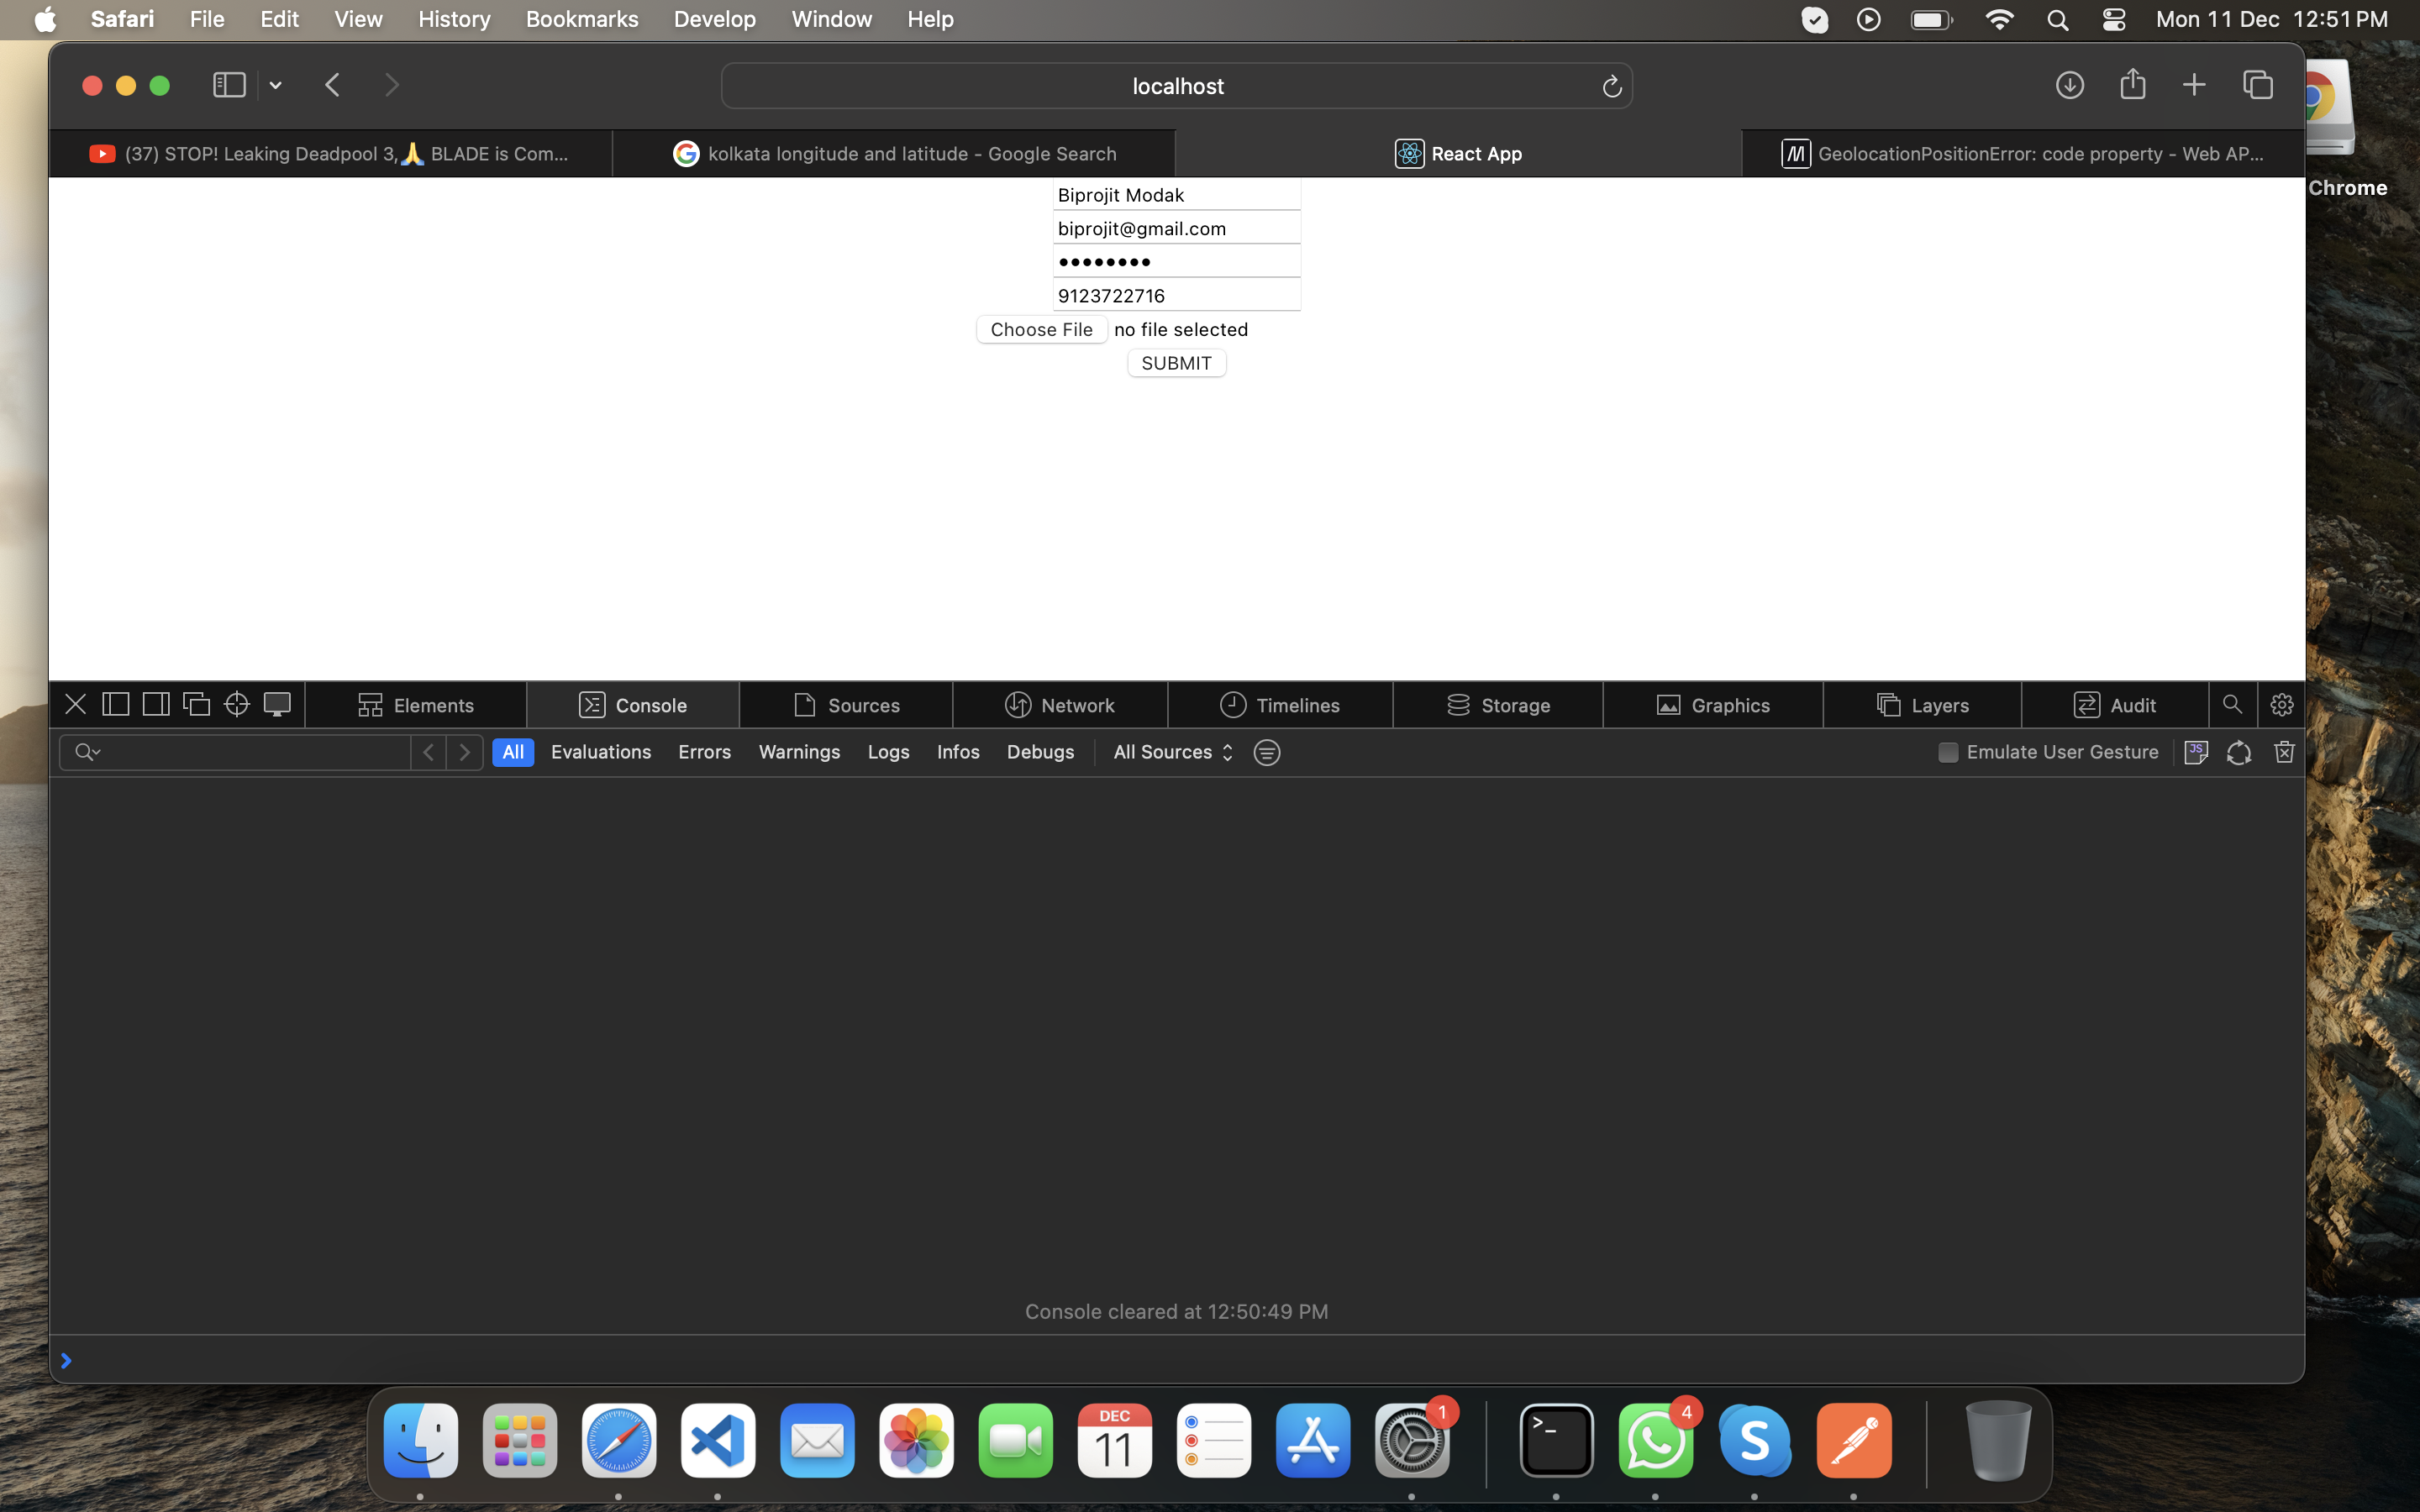 Safari File Edit View History Bookmarks Develop Window Help Mon 11 Dec 12:51 PM
localhost
(37) STOP! Leaking Deadpool 3,🙏 BLADE is Com... kolkata longitude and latitude - Google Search React App GeolocationPositionError: code property - Web AP...
Chrome
Biprojit Modak
biprojit@gmail.com
••••••••
9123722716
Choose File no file selected
SUBMIT
Elements Console Sources Network Timelines Storage Graphics Layers Audit
All Evaluations Errors Warnings Logs Infos Debugs All Sources Emulate User Gesture JS
Console cleared at 12:50:49 PM
DEC 1 4
11 >_ S